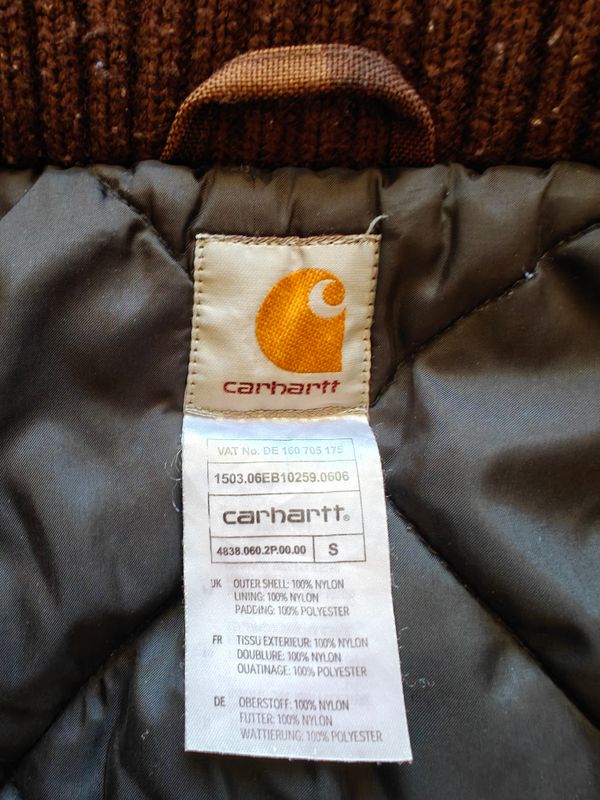 carhartt
VAT No. DE 160 705 175
1503.06EB10259.0606
carhartt®
4838.060.2P.00.00 S
UK OUTER SHELL: 100% NYLON
LINING: 100% NYLON
PADDING: 100% POLYESTER
FR TISSU EXTERIEUR: 100% NYLON
DOUBLURE: 100% NYLON
OUATINAGE: 100% POLYESTER
DE OBERSTOFF: 100% NYLON
FUTTER: 100% NYLON
WATTIERUNG: 100% POLYESTER